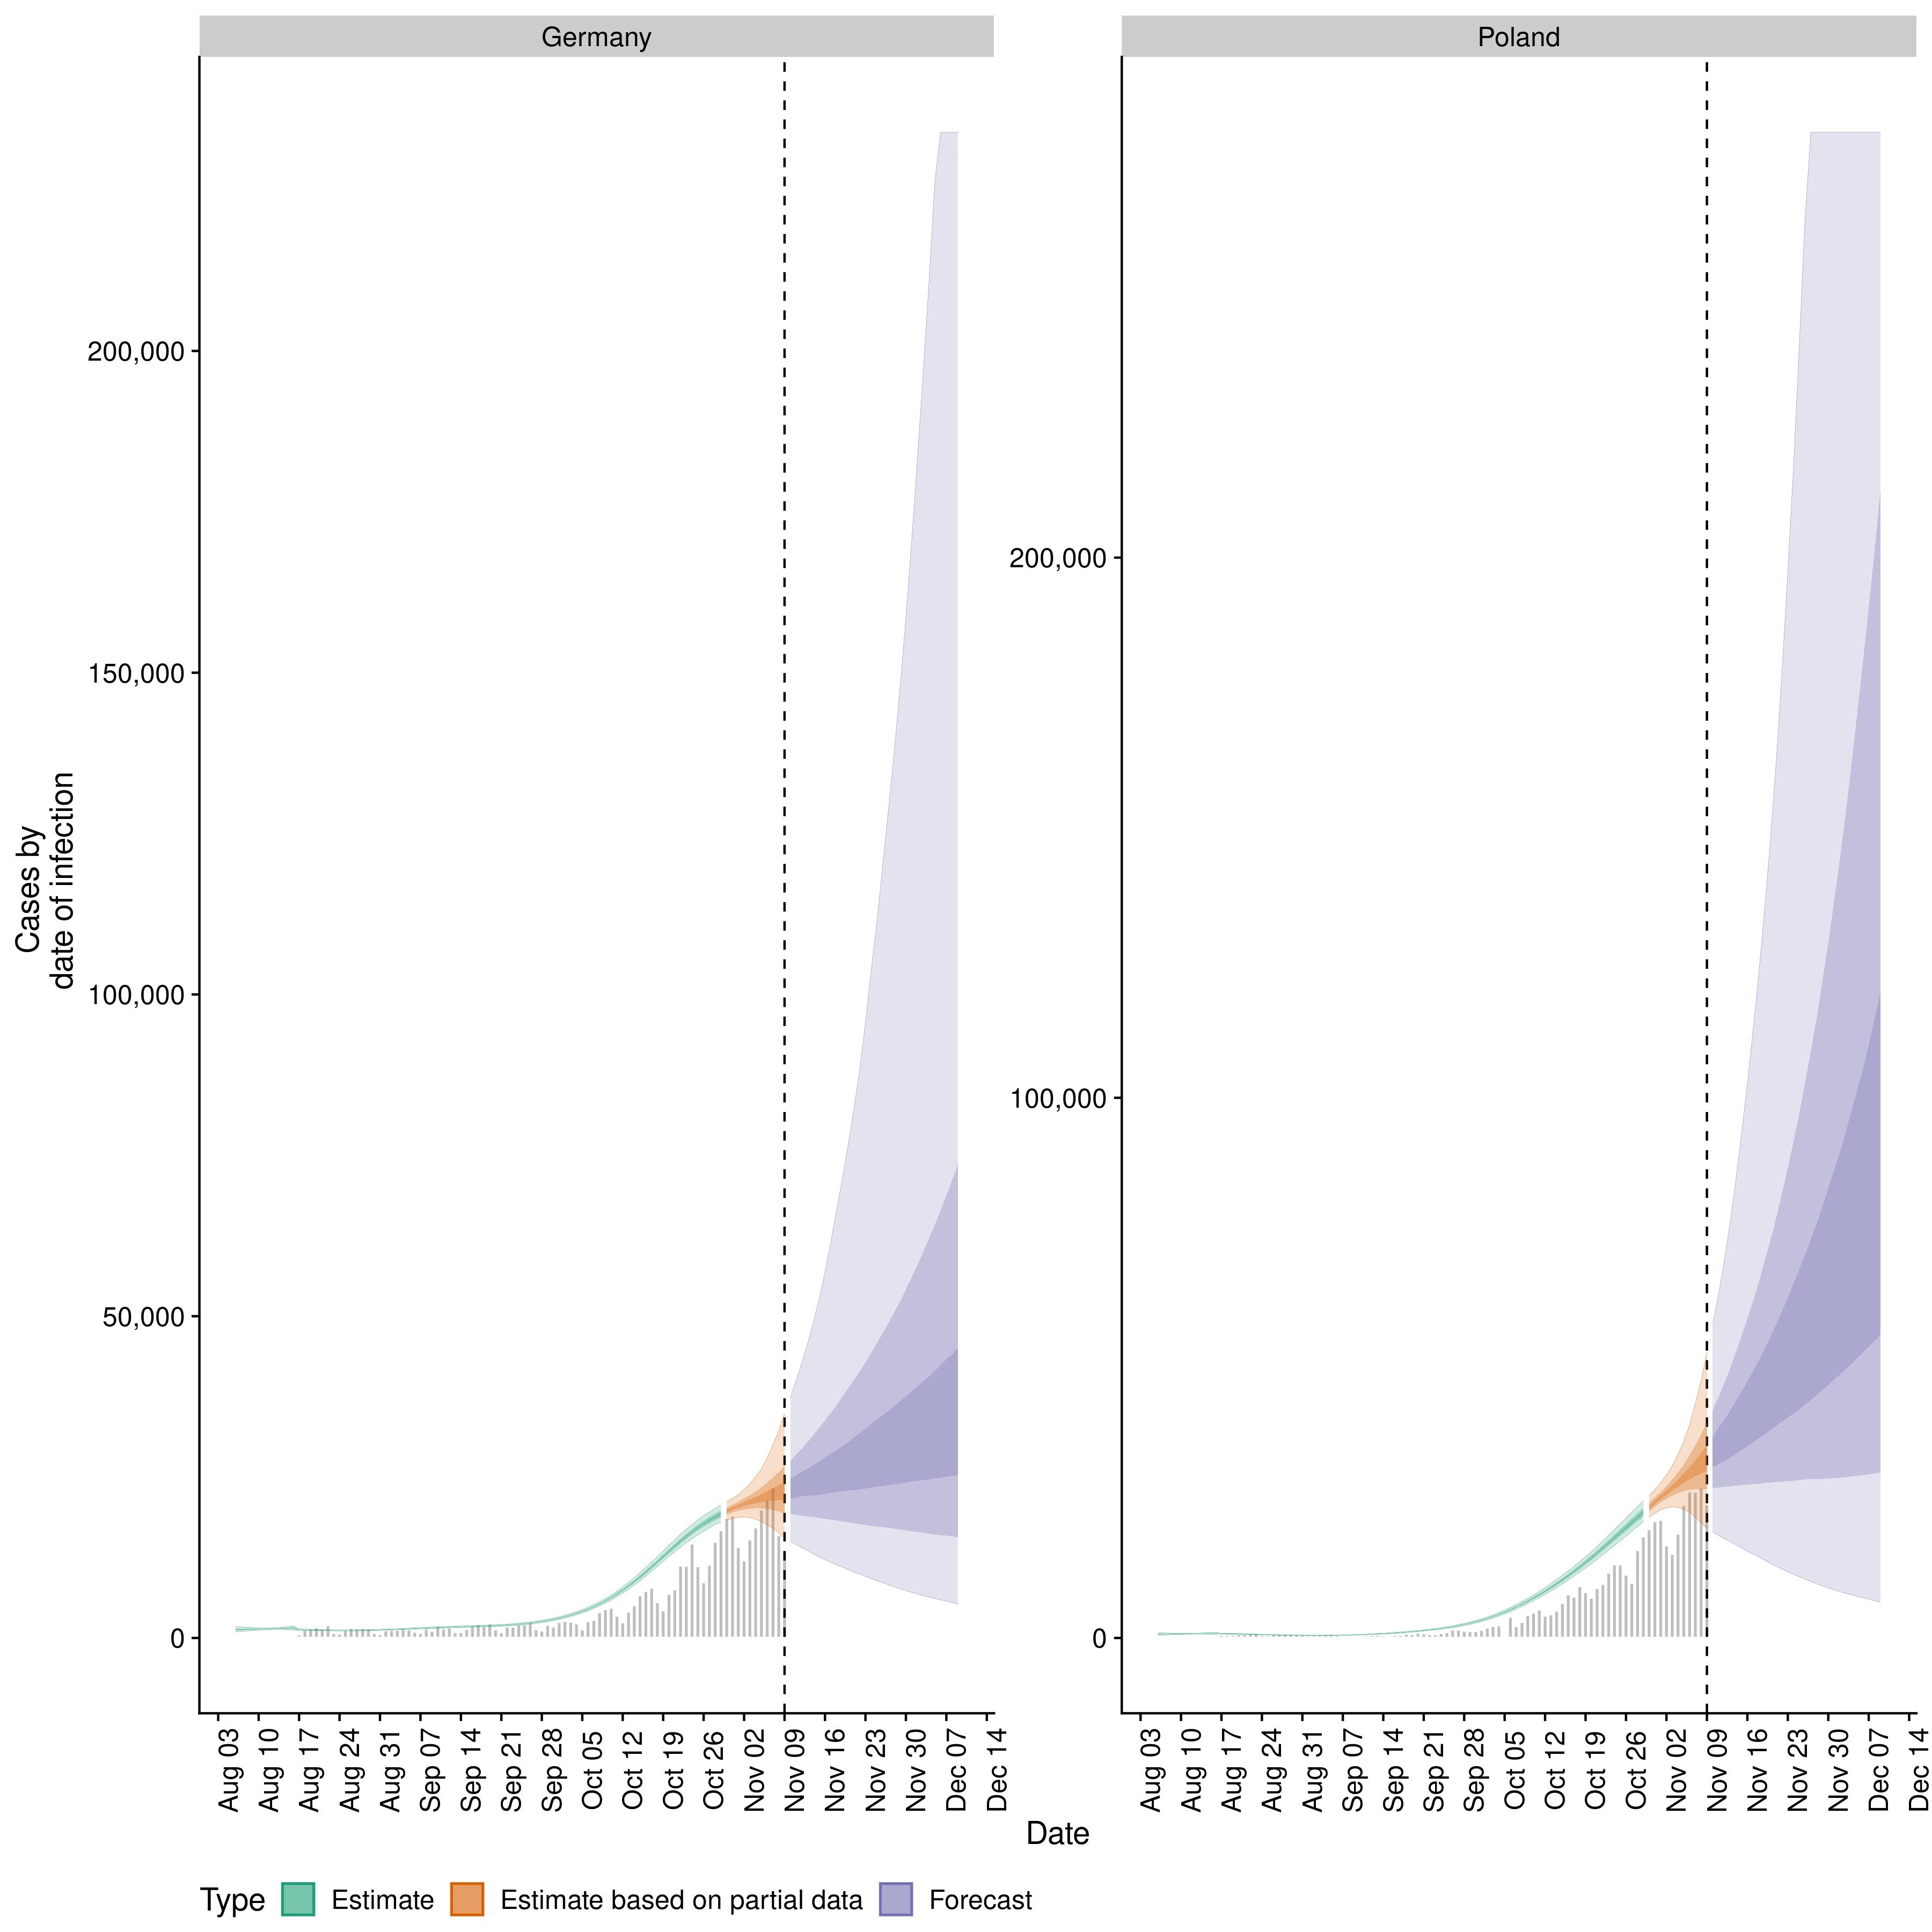 Germany
Poland
Cases by
date of infection
200,000
150,000
100,000
50,000
0
200,000
100,000
0
Aug 03
Aug 10
Aug 17
Aug 24
Aug 31
Sep 07
Sep 14
Sep 21
Sep 28
Oct 05
Oct 12
Oct 19
Oct 26
Nov 02
Nov 09
Nov 16
Nov 23
Nov 30
Dec 07
Dec 14
Aug 03
Aug 10
Aug 17
Aug 24
Aug 31
Sep 07
Sep 14
Sep 21
Sep 28
Oct 05
Oct 12
Oct 19
Oct 26
Nov 02
Nov 09
Nov 16
Nov 23
Nov 30
Dec 07
Dec 14
Date
Type Estimate Estimate based on partial data Forecast